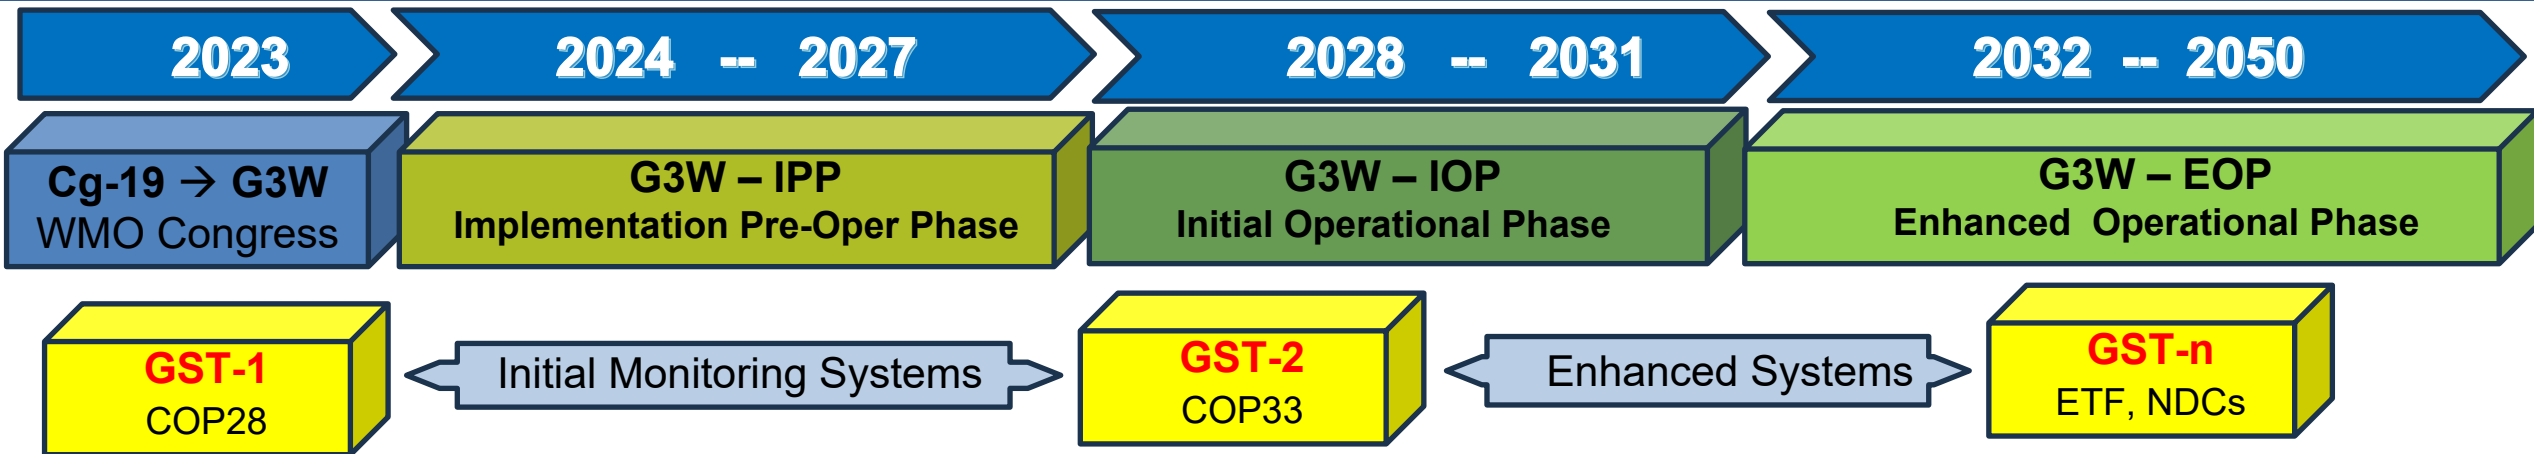 2023
2024 -- 2027
2028 -- 2031
2032 -- 2050
Cg-19 → G3W
WMO Congress
G3W – IPP
Implementation Pre-Oper Phase
G3W – IOP
Initial Operational Phase
G3W – EOP
Enhanced Operational Phase
GST-1
COP28
Initial Monitoring Systems
GST-2
COP33
Enhanced Systems
GST-n
ETF, NDCs